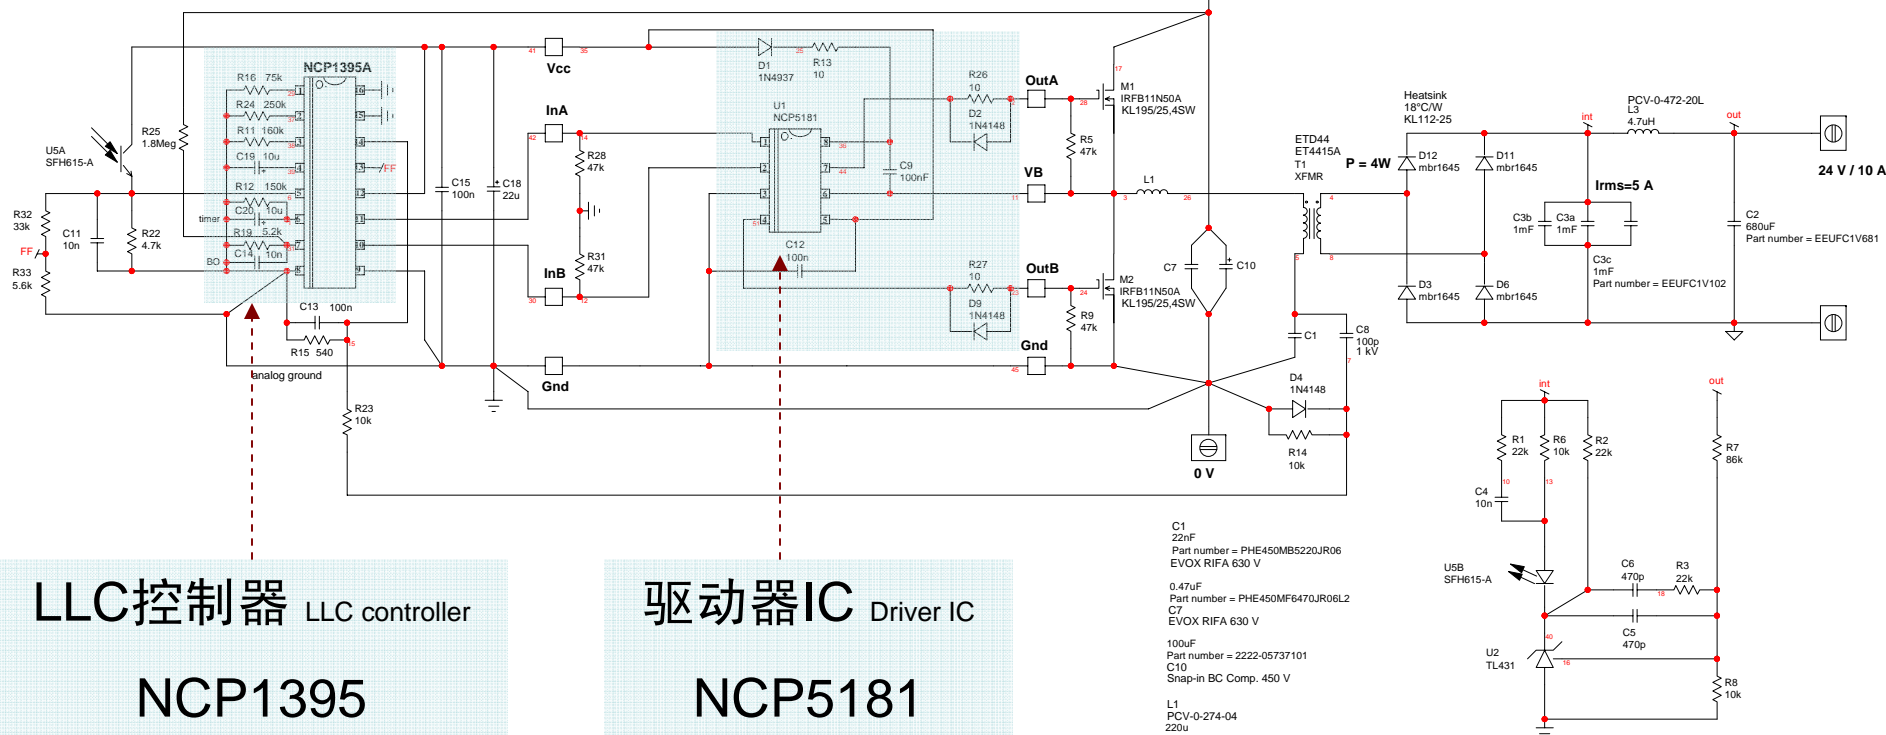 NCP1395A
R16 75k
R24 250k
R11 160k
C19 10u
R12 150k
timer C20 10u
R19 5.2k
BO C14 10n
FF
R25
1.8Meg
U5A
SFH615-A
R32
33k
FF
R33
5.6k
C11
10n
R22
4.7k
C13 100n
R15 540
analog ground
R23
10k
C15
100n
C18
22u
Vcc
InA
InB
Gnd
R28
47k
R31
47k
D1
1N4937
R13
10
U1
NCP5181
C9
100nF
C12
100n
R26
10
D2
1N4148
R27
10
D9
1N4148
OutA
VB
OutB
Gnd
R5
47k
R9
47k
M1
IRFB11N50A
KL195/25,4SW
M2
IRFB11N50A
KL195/25,4SW
L1
C7
C10
0 V
C1
C8
100p
1 kV
D4
1N4148
R14
10k
ETD44
ET4415A
T1
XFMR
P = 4W
Heatsink
18°C/W
KL112-25
D12
mbr1645
D11
mbr1645
D3
mbr1645
D6
mbr1645
int
PCV-0-472-20L
L3
4.7uH
out
Irms=5 A
C3b
1mF
C3a
1mF
C3c
1mF
Part number = EEUFC1V102
C2
680uF
Part number = EEUFC1V681
24 V / 10 A
int
out
R1
22k
R6
10k
R2
22k
R7
86k
C4
10n
U5B
SFH615-A
C6
470p
R3
22k
C5
470p
U2
TL431
R8
10k
C1
22nF
Part number = PHE450MB5220JR06
EVOX RIFA 630 V
0.47uF
Part number = PHE450MF6470JR06L2
C7
EVOX RIFA 630 V
100uF
Part number = 2222-05737101
C10
Snap-in BC Comp. 450 V
L1
PCV-0-274-04
220u
LLC控制器 LLC controller
NCP1395
驱动器IC Driver IC
NCP5181